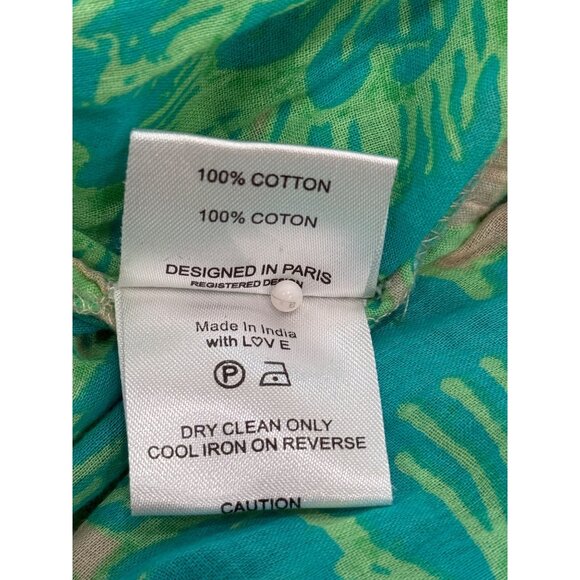 100% COTTON
100% COTON
DESIGNED IN PARIS
REGISTERED DESIGN
Made in India
with L♡VE
P
DRY CLEAN ONLY
COOL IRON ON REVERSE
CAUTION